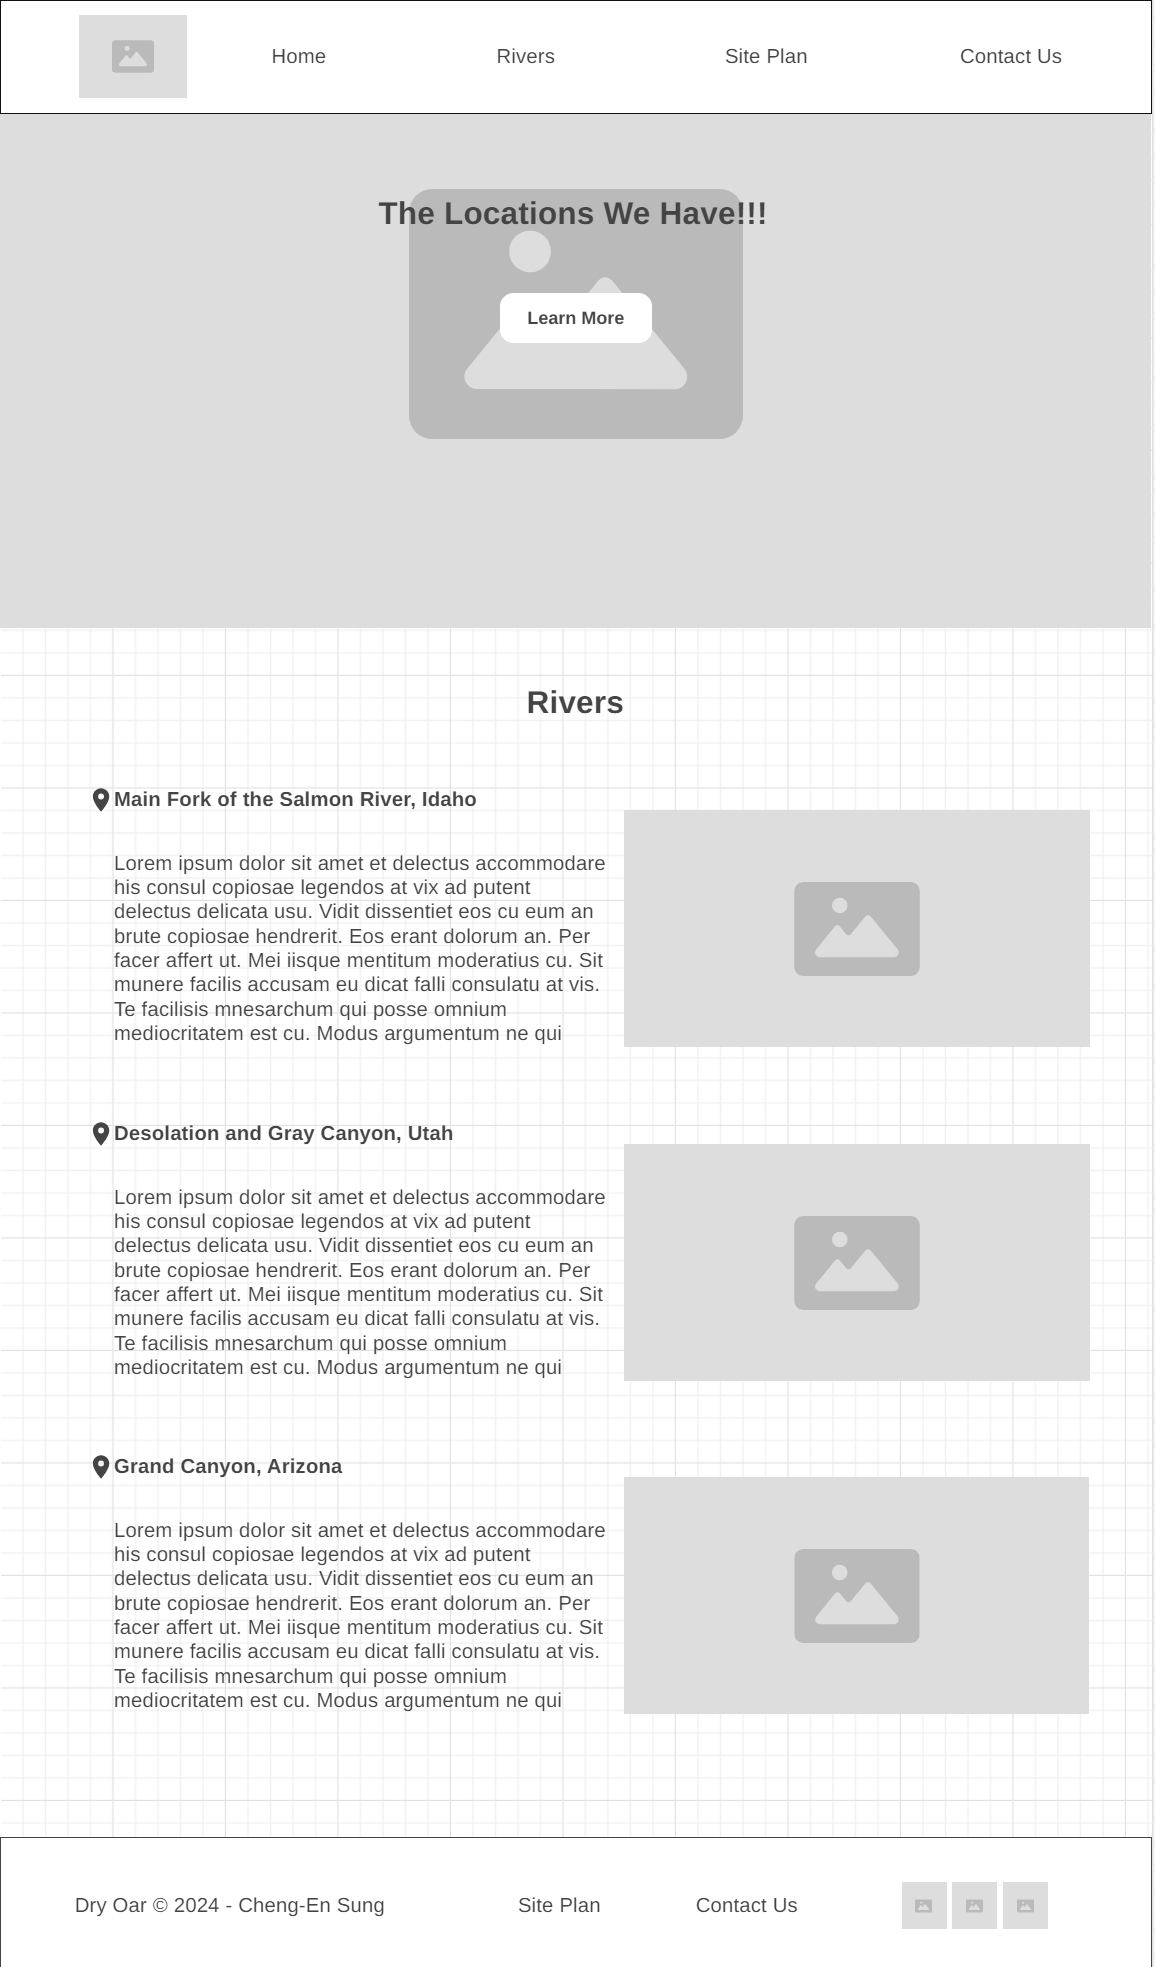 Home
Rivers
Site Plan
Contact Us
The Locations We Have!!!
Learn More
Rivers
Main Fork of the Salmon River, Idaho
Lorem ipsum dolor sit amet et delectus accommodare
his consul copiosae legendos at vix ad putent
delectus delicata usu. Vidit dissentiet eos cu eum an
brute copiosae hendrerit. Eos erant dolorum an. Per
facer affert ut. Mei iisque mentitum moderatius cu. Sit
munere facilis accusam eu dicat falli consulatu at vis.
Te facilisis mnesarchum qui posse omnium
mediocritatem est cu. Modus argumentum ne qui
Desolation and Gray Canyon, Utah
Lorem ipsum dolor sit amet et delectus accommodare
his consul copiosae legendos at vix ad putent
delectus delicata usu. Vidit dissentiet eos cu eum an
brute copiosae hendrerit. Eos erant dolorum an. Per
facer affert ut. Mei iisque mentitum moderatius cu. Sit
munere facilis accusam eu dicat falli consulatu at vis.
Te facilisis mnesarchum qui posse omnium
mediocritatem est cu. Modus argumentum ne qui
Grand Canyon, Arizona
Lorem ipsum dolor sit amet et delectus accommodare
his consul copiosae legendos at vix ad putent
delectus delicata usu. Vidit dissentiet eos cu eum an
brute copiosae hendrerit. Eos erant dolorum an. Per
facer affert ut. Mei iisque mentitum moderatius cu. Sit
munere facilis accusam eu dicat falli consulatu at vis.
Te facilisis mnesarchum qui posse omnium
mediocritatem est cu. Modus argumentum ne qui
Dry Oar © 2024 - Cheng-En Sung
Site Plan
Contact Us